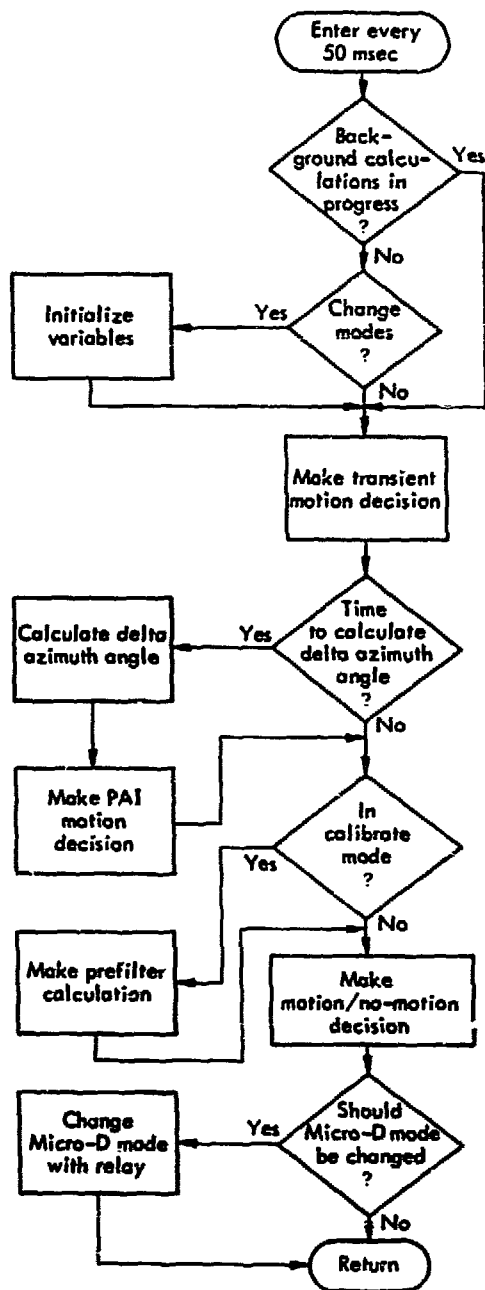 Enter every
50 msec
Back-
ground calcu-
lations in
progress
?
Yes
No
Change
modes
?
Yes
Initialize
variables
No
Make transient
motion decision
Time
to calculate
delta azimuth
angle
?
Yes
Calculate delta
azimuth angle
No
Make PAI
motion
decision
In
calibrate
mode
?
Yes
No
Make prefilter
calculation
Make
motion/no-motion
decision
Should
Micro-D mode
be changed
?
Yes
Change
Micro-D mode
with relay
No
Return